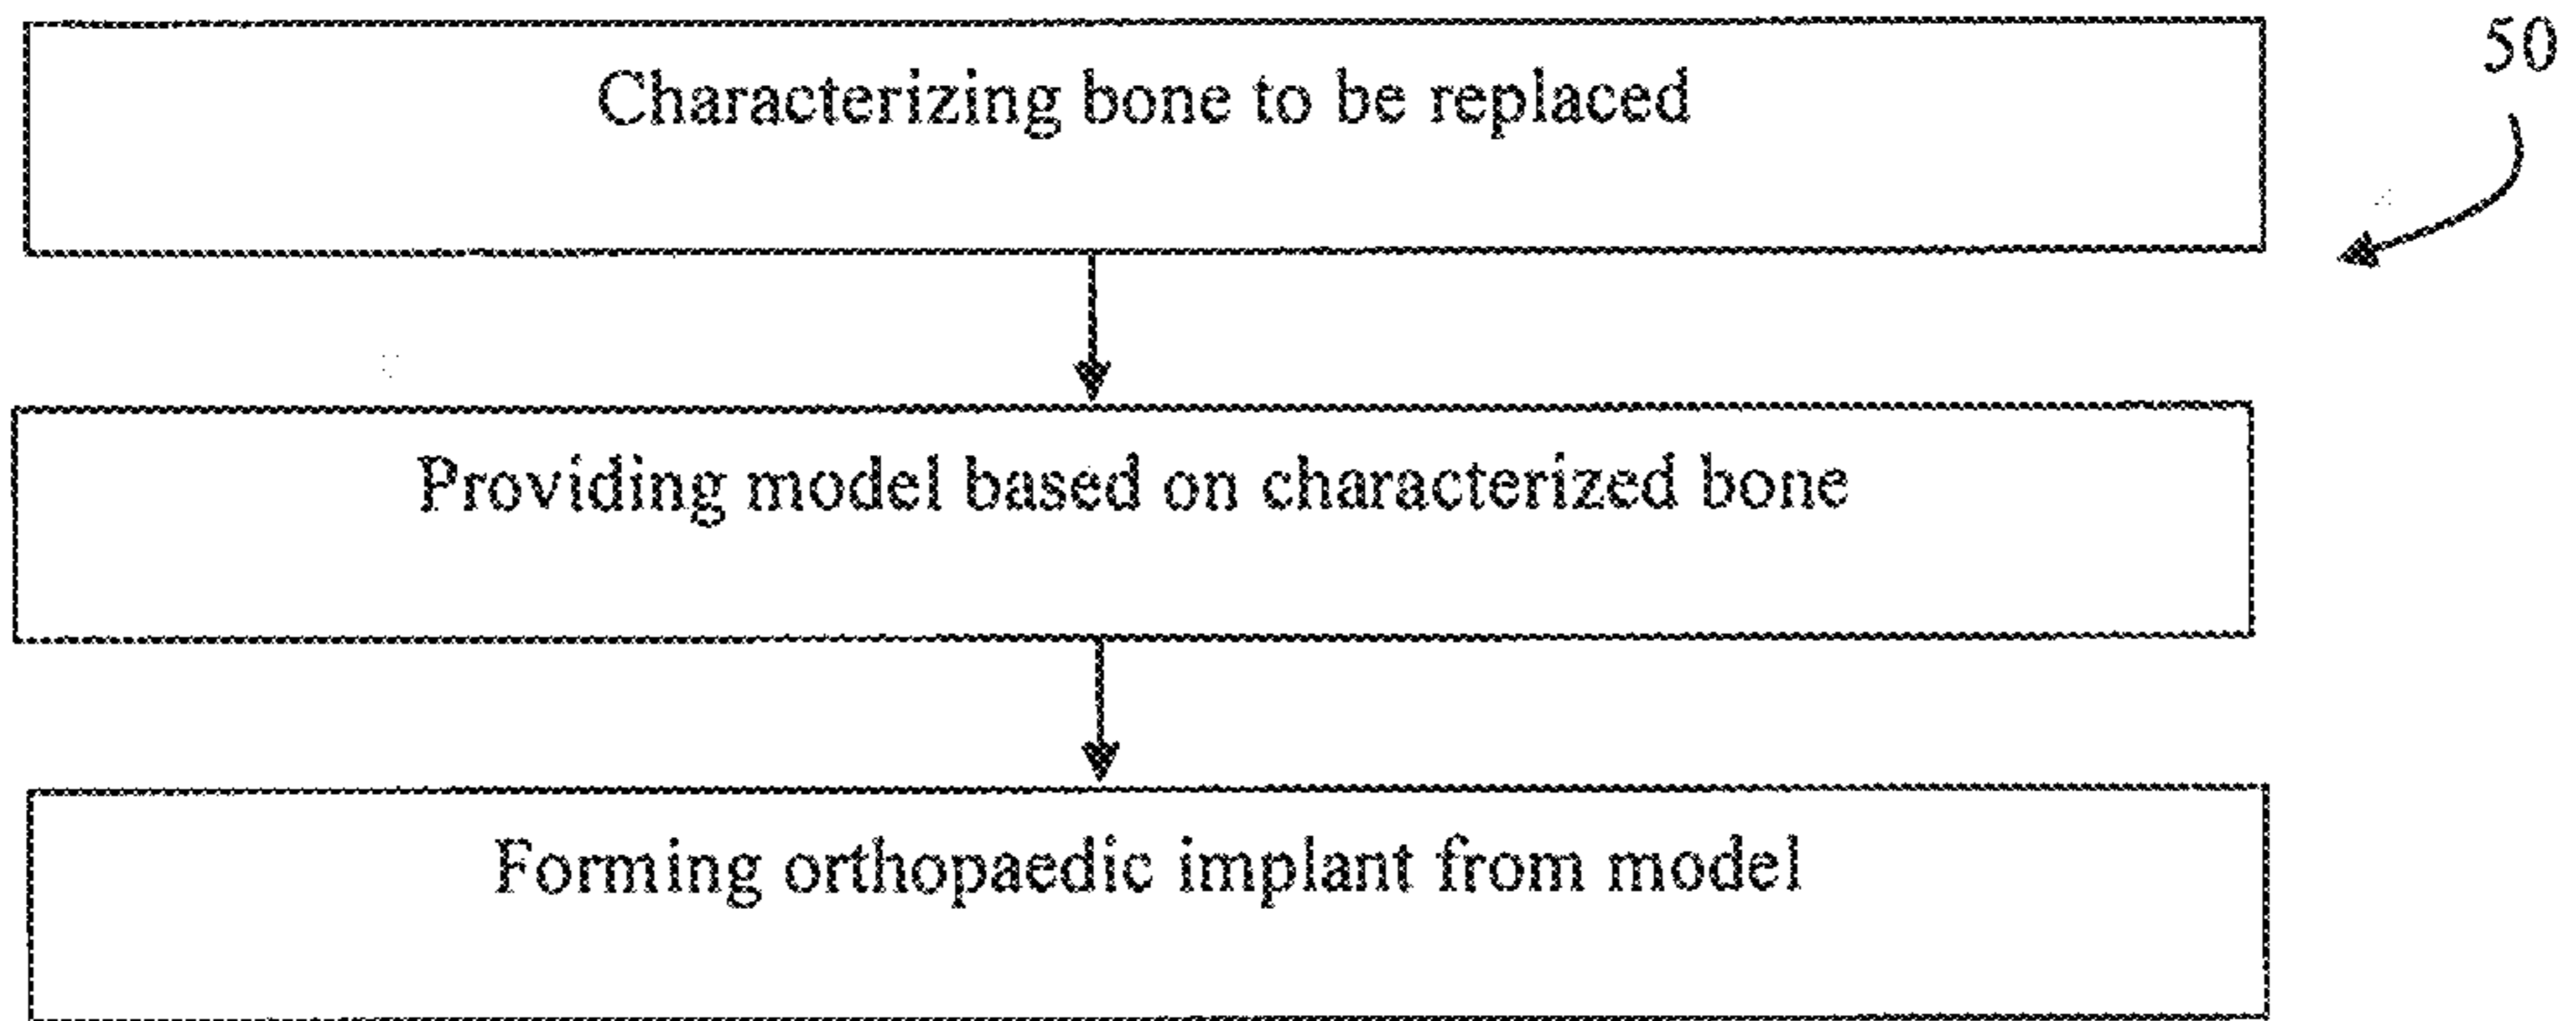 Characterizing bone to be replaced
50
Providing model based on characterized bone
Forming orthopaedic implant from model